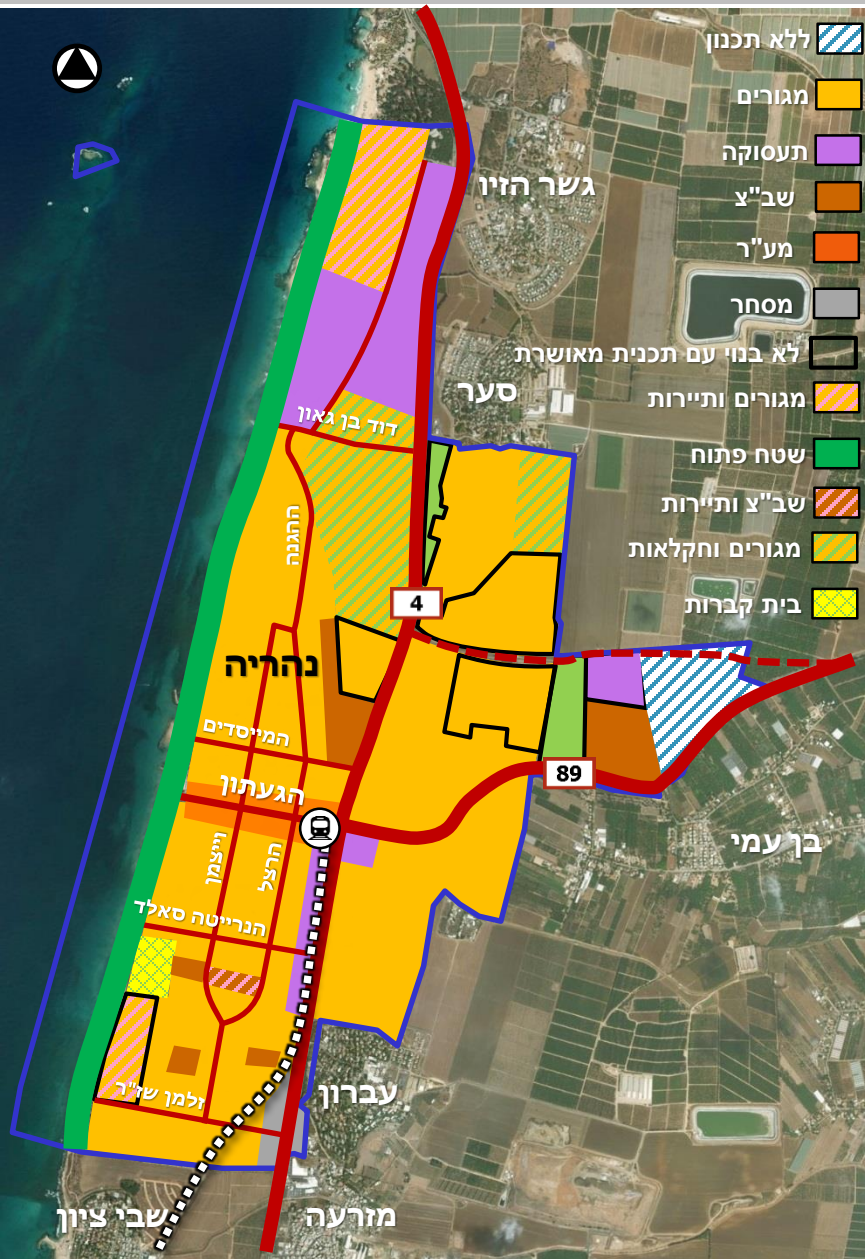 ללא תכנון
מגורים
תעסוקה
שב"צ
מע"ר
מסחר
לא בנוי עם תכנית מאושרת
מגורים ותיירות
שטח פתוח
שב"צ ותיירות
מגורים וחקלאות
בית קברות
גשר הזיו
סער
דוד בן גאון
ההגנה
4
נהריה
המייסדים
89
הגעתון
וייצמן
הרצל
בן עמי
הנרייטה סאלד
עברון
זלמן שז"ר
שבי ציון
מזרעה